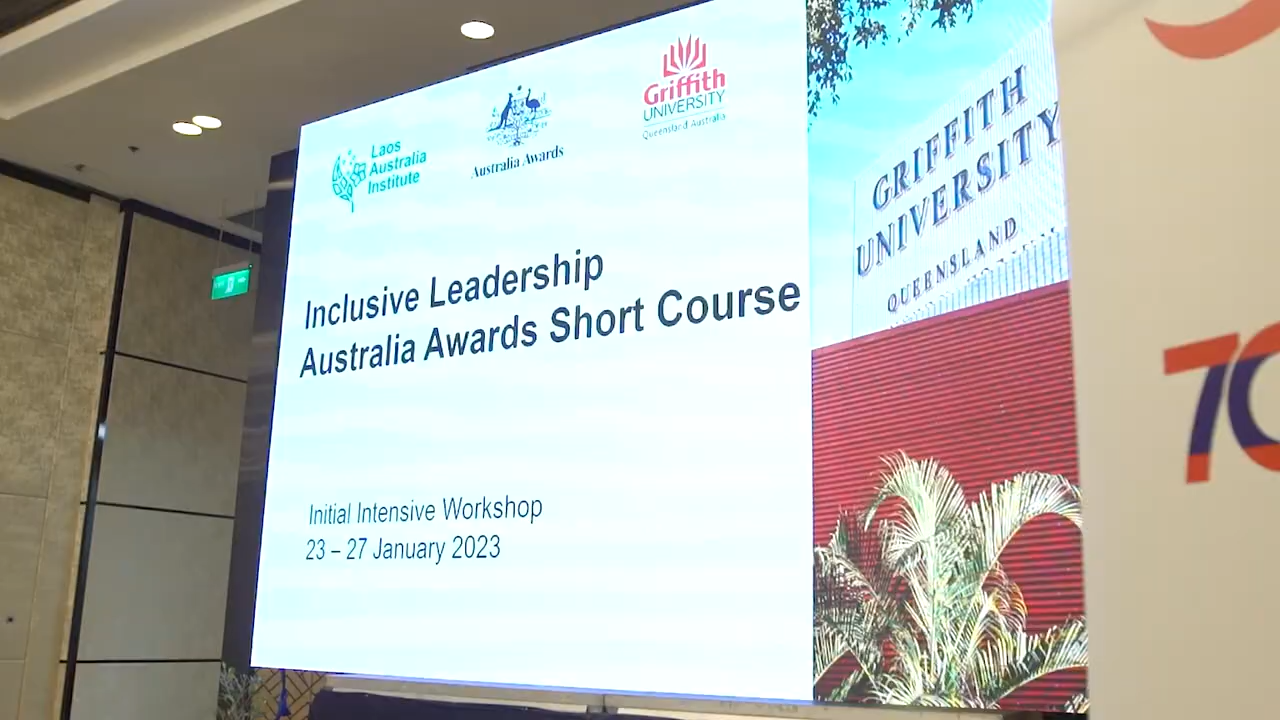 Laos
Australia
Institute
Australia Awards
Griffith
UNIVERSITY
Queensland Australia
Inclusive Leadership
Australia Awards Short Course
Initial Intensive Workshop
23 – 27 January 2023
GRIFFITH
UNIVERSITY
QUEENSLAND
70